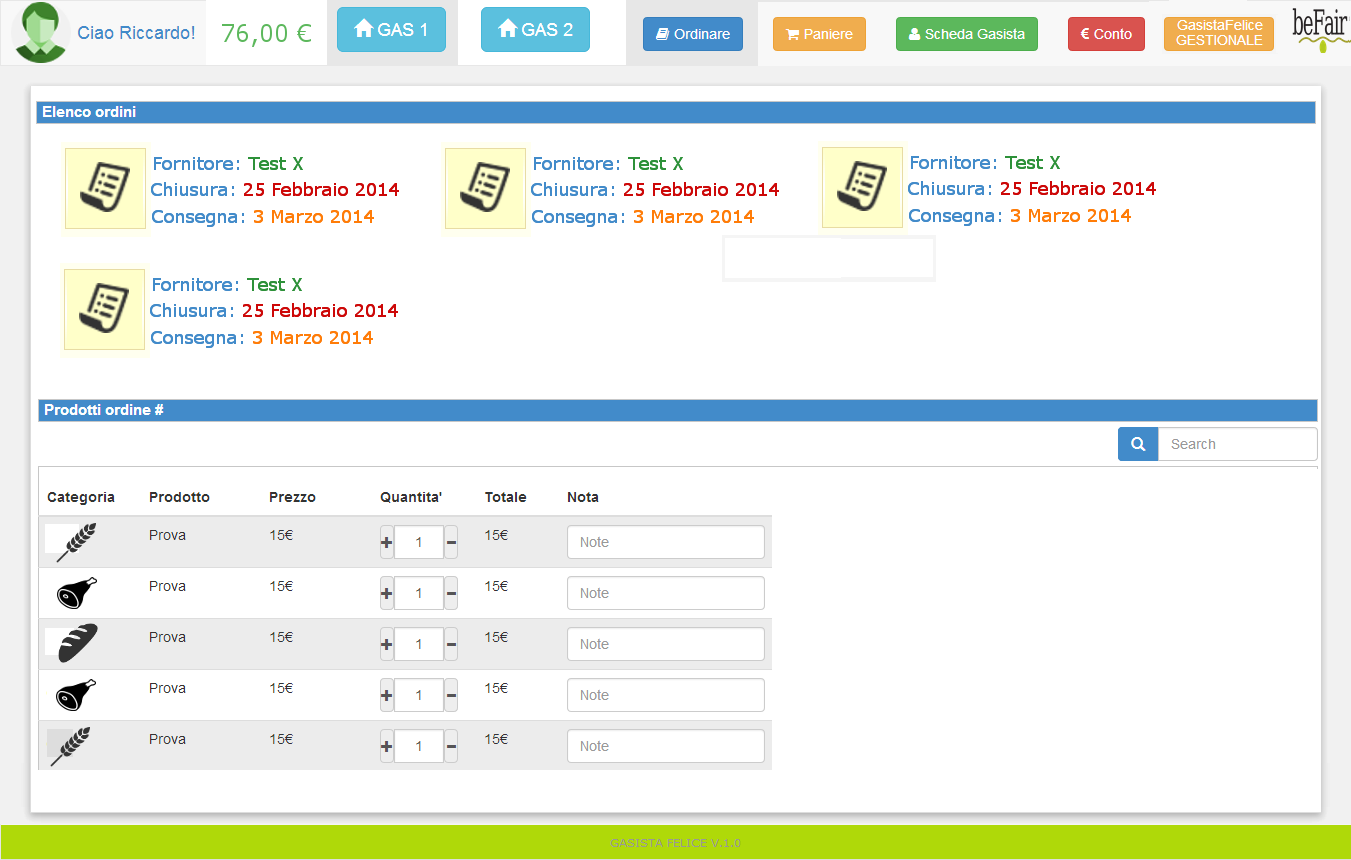 Ciao Riccardo! 76,00 € GAS 1 GAS 2 Ordinare Paniere Scheda Gasista € Conto GasistaFelice GESTIONALE beFair
Elenco ordini
Fornitore: Test X
Chiusura: 25 Febbraio 2014
Consegna: 3 Marzo 2014
Fornitore: Test X
Chiusura: 25 Febbraio 2014
Consegna: 3 Marzo 2014
Fornitore: Test X
Chiusura: 25 Febbraio 2014
Consegna: 3 Marzo 2014
Fornitore: Test X
Chiusura: 25 Febbraio 2014
Consegna: 3 Marzo 2014
Prodotti ordine #
Search
Categoria Prodotto Prezzo Quantita' Totale Nota
Prova 15€ + 1 − 15€ Note
Prova 15€ + 1 − 15€ Note
Prova 15€ + 1 − 15€ Note
Prova 15€ + 1 − 15€ Note
Prova 15€ + 1 − 15€ Note
GASISTA FELICE V.1.0